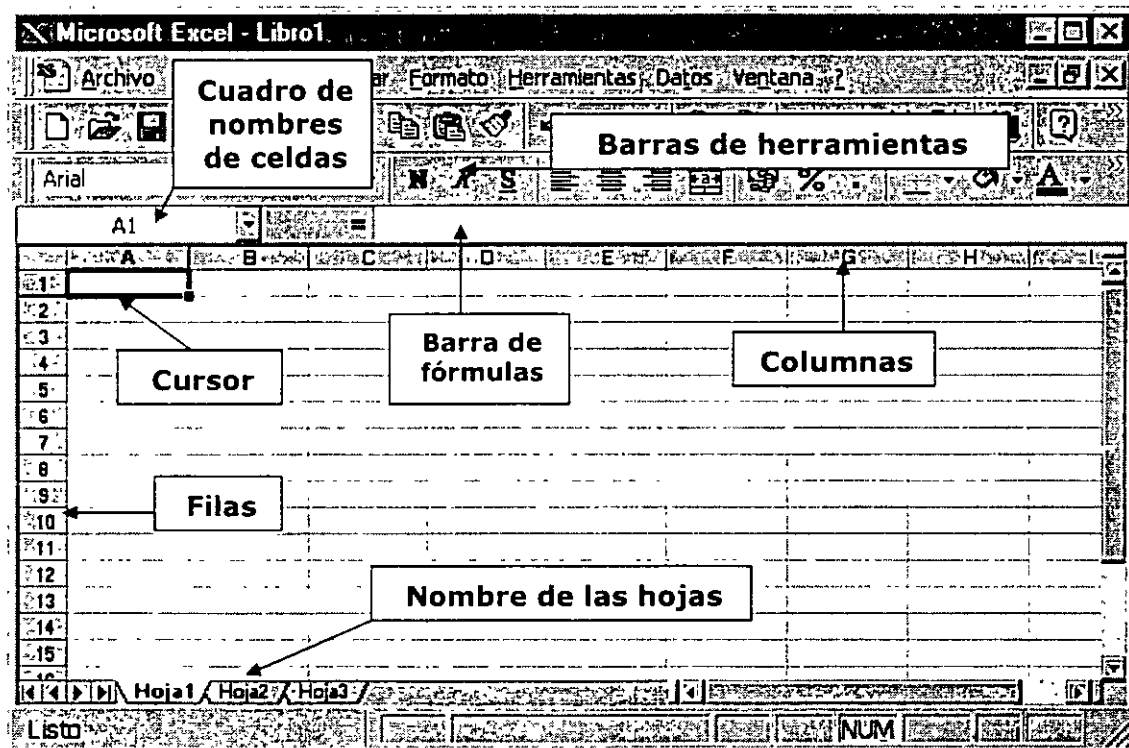 Microsoft Excel - Libro1
Archivo ar Formato Herramientas Datos Ventana ?
Cuadro de
nombres
de celdas
Barras de herramientas
Arial N K S %
A
A1 =
A B C D E F G H I
1
2
3
4
5
6
7
8
9
10
11
12
13
14
15
16
Cursor
Barra de
fórmulas
Columnas
Filas
Nombre de las hojas
Hoja1 Hoja2 Hoja3
Listo NUM